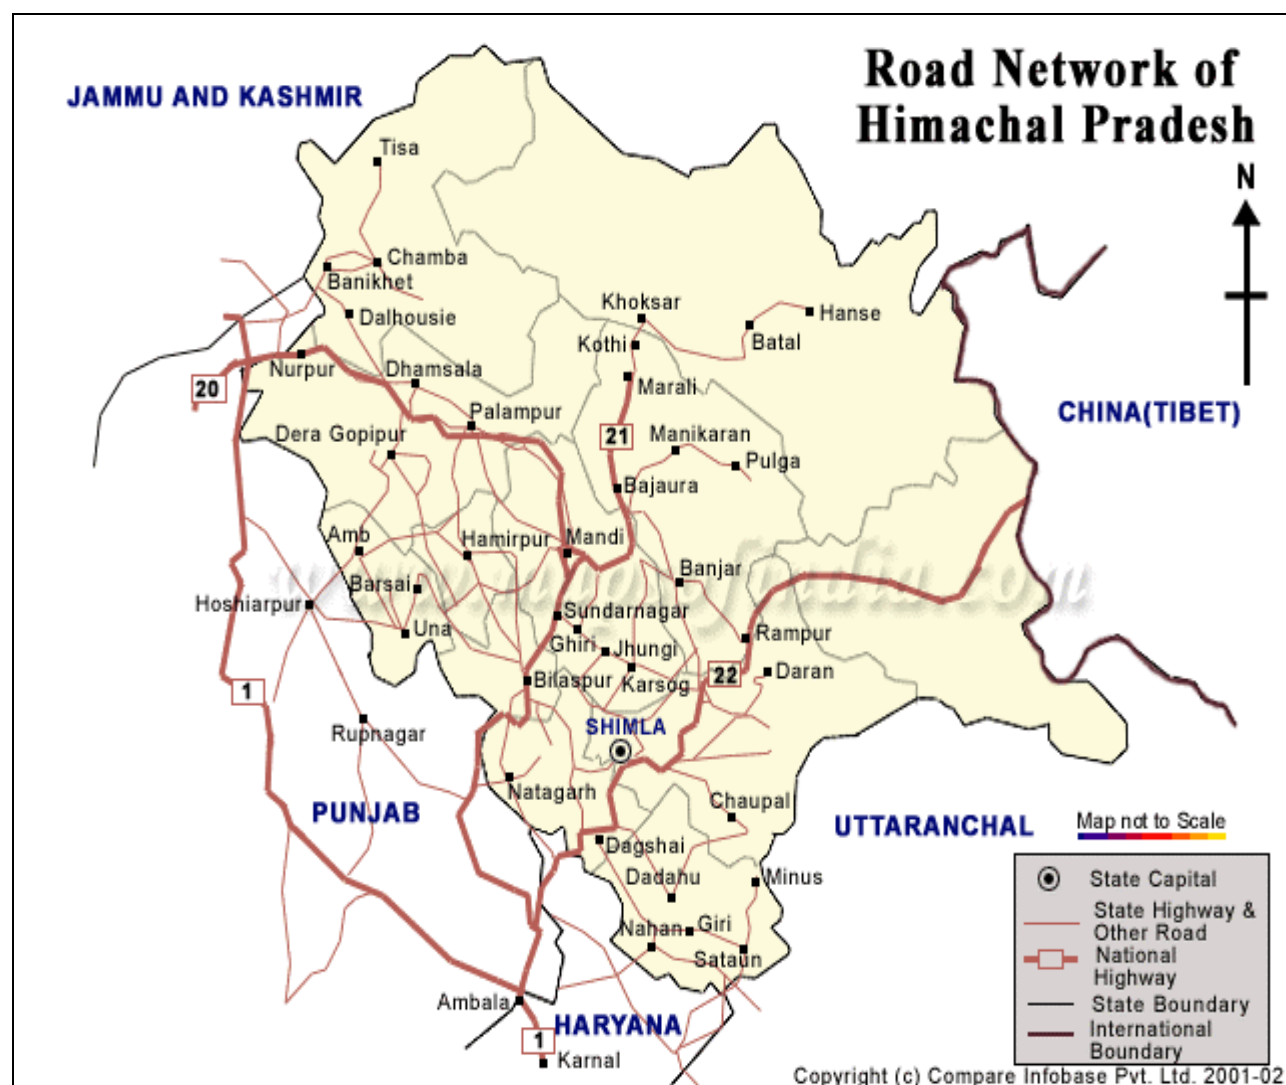 Road Network of
Himachal Pradesh
JAMMU AND KASHMIR
Tisa
N
Chamba
Banikhet
Khoksar
Hanse
Dalhousie
Batal
Kothi
Nurpur
Dhamsala
Marali
20
Palampur
CHINA(TIBET)
Dera Gopipur
21
Manikaran
Pulga
Bajaura
Amb
Hamirpur
Mandi
Banjar
www.mapsofindia.com
Barsai
Hoshiarpur
Sundarnagar
Una
Ghiri
Jhungi
Rampur
Daran
22
Bilaspur
Karsog
1
SHIMLA
Rupnagar
Natagarh
Chaupal
PUNJAB
UTTARANCHAL
Map not to Scale
Dagshai
Dadahu
Minus
State Capital
State Highway &
Other Road
Nahan
Giri
Sataun
1
National
Highway
Ambala
State Boundary
HARYANA
International
Boundary
1
Karnal
Copyright (c) Compare Infobase Pvt. Ltd. 2001-02